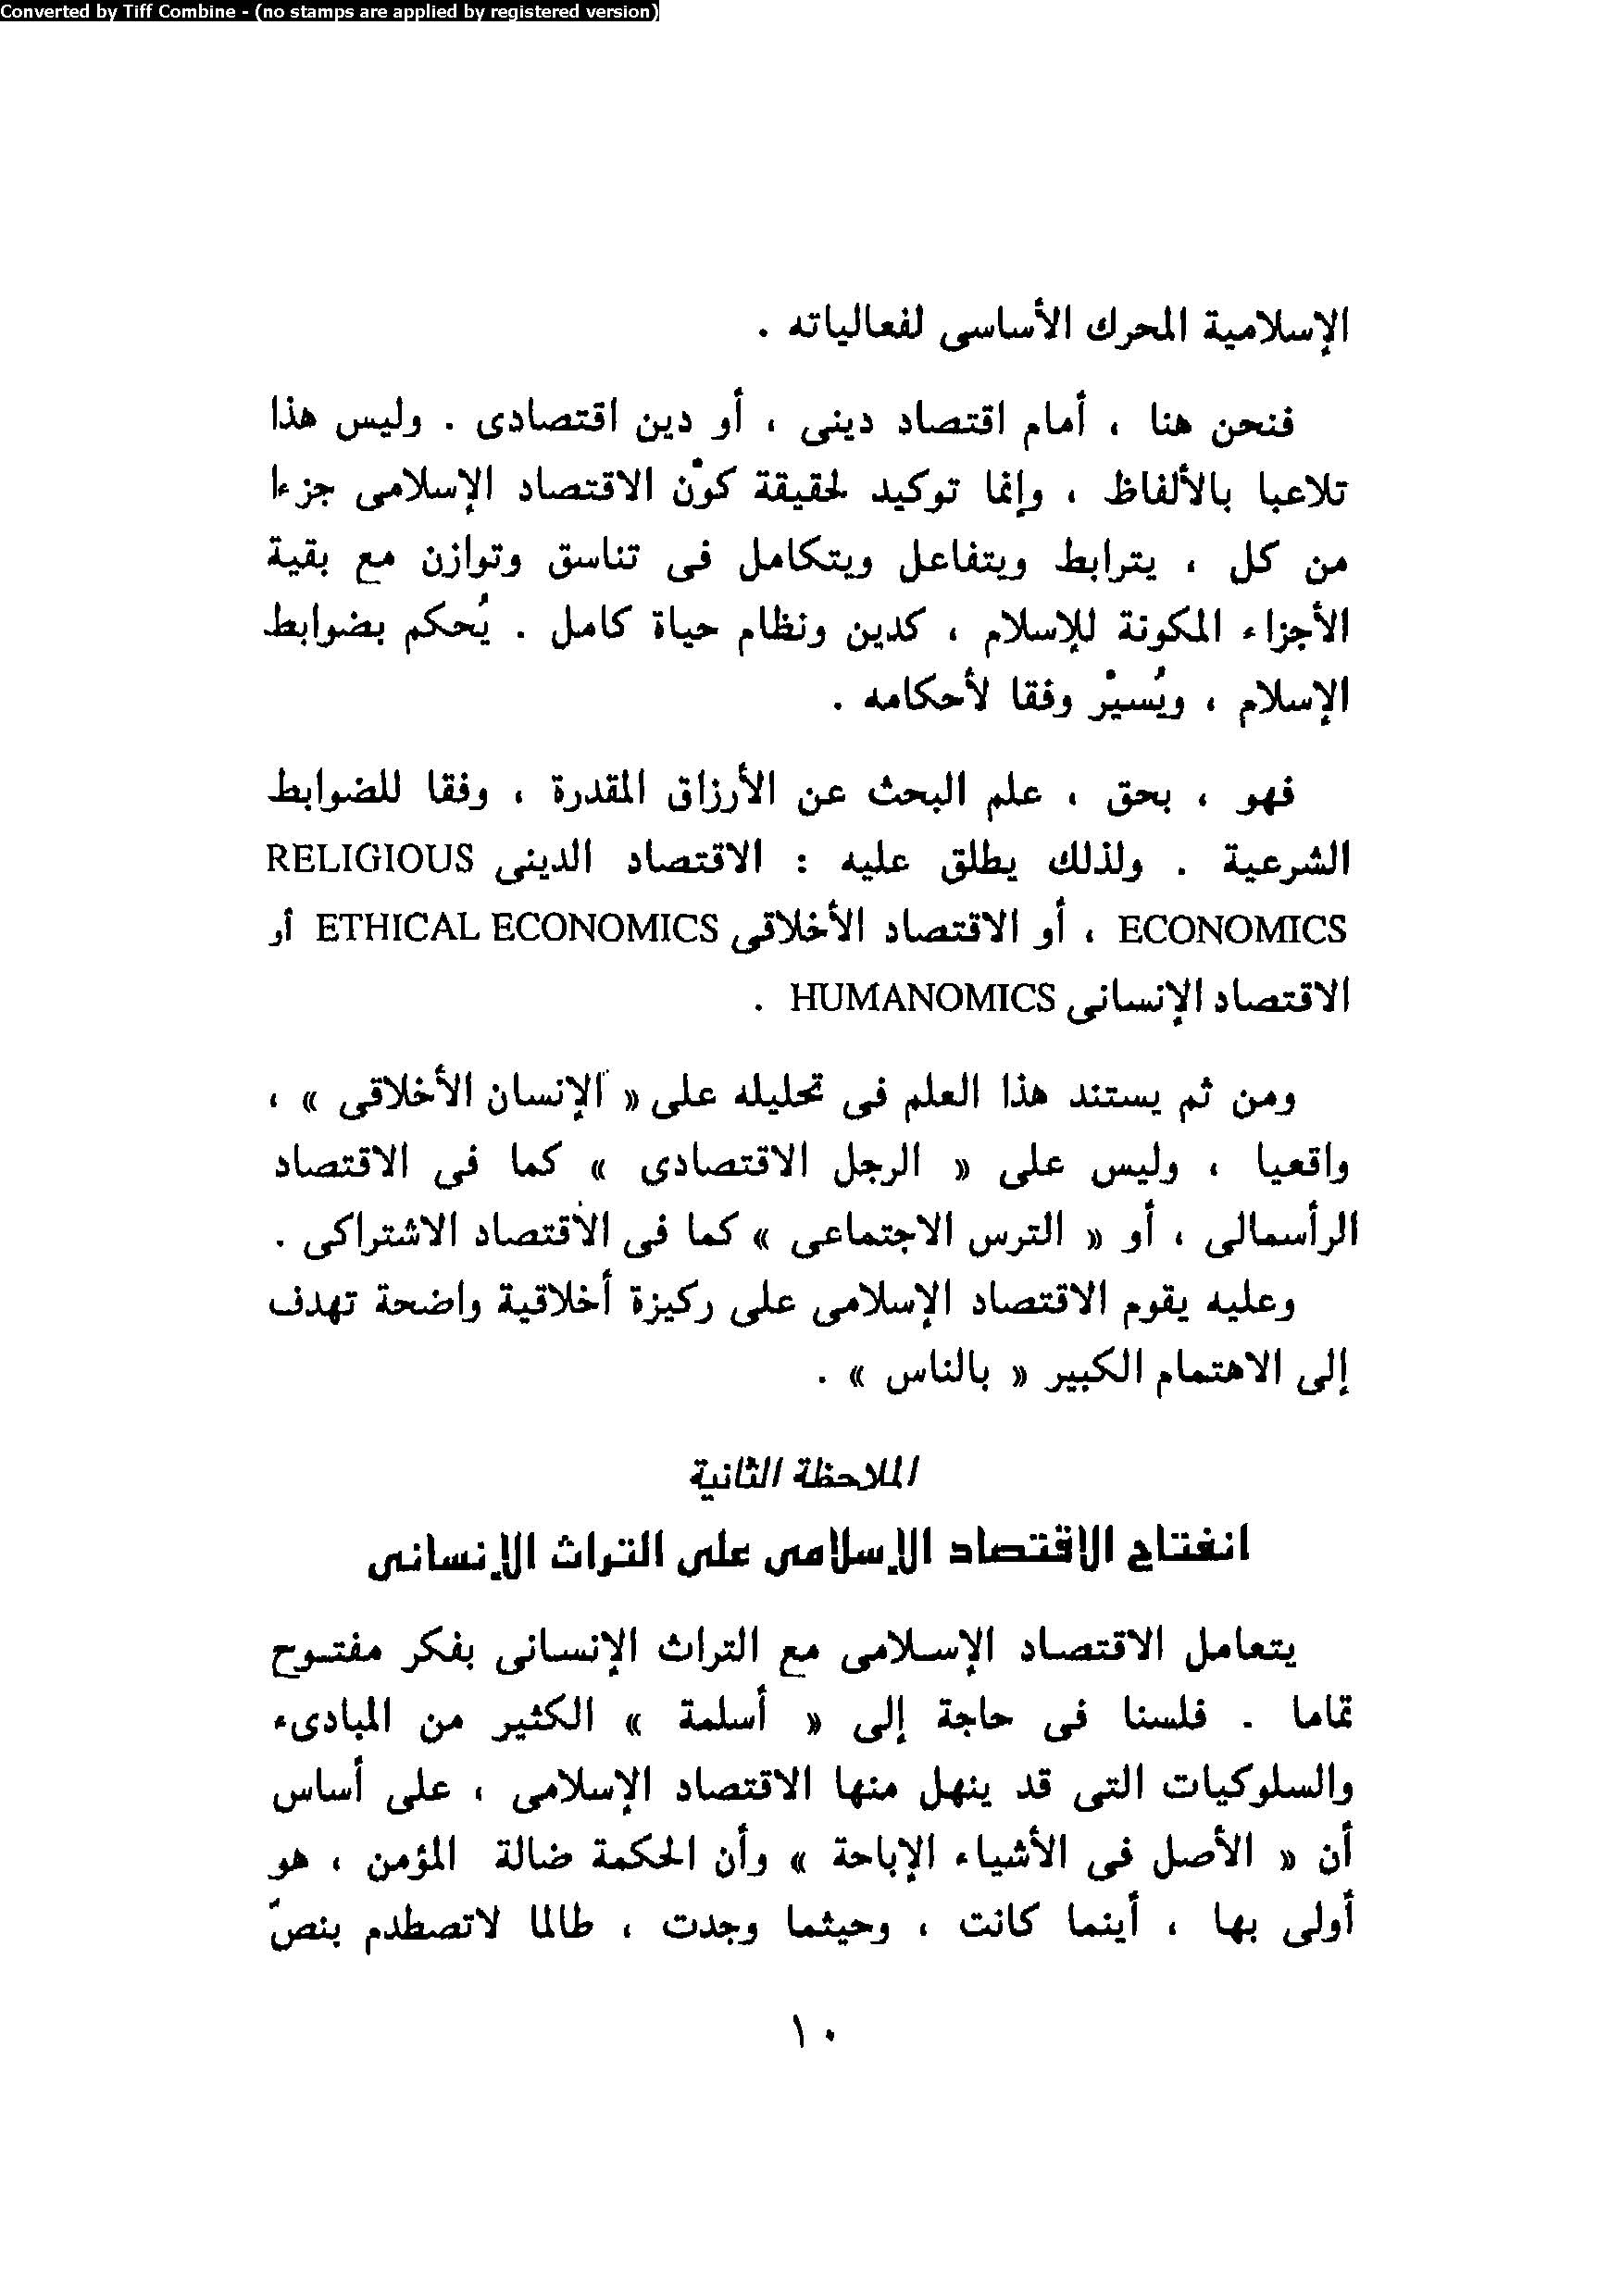 Converted by Tiff Combine - (no stamps are applied by registered version)
الإسلامية المحرك الأساسى لفعالياته .
فنحن هنا ، أمام اقتصاد دينى ، أو دين اقتصادى . وليس هذا
تلاعبا بالألفاظ ، وإنما توكيد لحقيقة كوْن الاقتصاد الإسلامى جزءا
من كل ، يترابط ويتفاعل ويتكامل فى تناسق وتوازن مع بقية
الأجزاء المكونة للإسلام ، كدين ونظام حياة كامل . يُحكم بضوابط
الإسلام ، ويُسيْر وفقا لأحكامه .
فهو ، بحق ، علم البحث عن الأرزاق المقدرة ، وفقا للضوابط
الشرعية . ولذلك يطلق عليه : الاقتصاد الدينى RELIGIOUS
ECONOMICS ، أو الاقتصاد الأخلاقى ETHICAL ECONOMICS أو
الاقتصاد الإنسانى HUMANOMICS .
ومن ثم يستند هذا العلم فى تحليله على « الإنسان الأخلاقى » ،
واقعيا ، وليس على « الرجل الاقتصادى » كما فى الاقتصاد
الرأسمالى ، أو « الترس الاجتماعى » كما فى الاقتصاد الاشتراكى .
وعليه يقوم الاقتصاد الإسلامى على ركيزة أخلاقية واضحة تهدف
إلى الاهتمام الكبير « بالناس » .
الملاحظة الثانية
انفتاح الاقتصاد الإسلامى على التراث الإنسانى
يتعامل الاقتصاد الإسلامى مع التراث الإنسانى بفكر مفتوح
تماما . فلسنا فى حاجة إلى « أسلمة » الكثير من المبادىء
والسلوكيات التى قد ينهل منها الاقتصاد الإسلامى ، على أساس
أن « الأصل فى الأشياء الإباحة » وأن الحكمة ضالة المؤمن ، هو
أولى بها ، أينما كانت ، وحيثما وجدت ، طالما لاتصطدم بنصّ
١٠